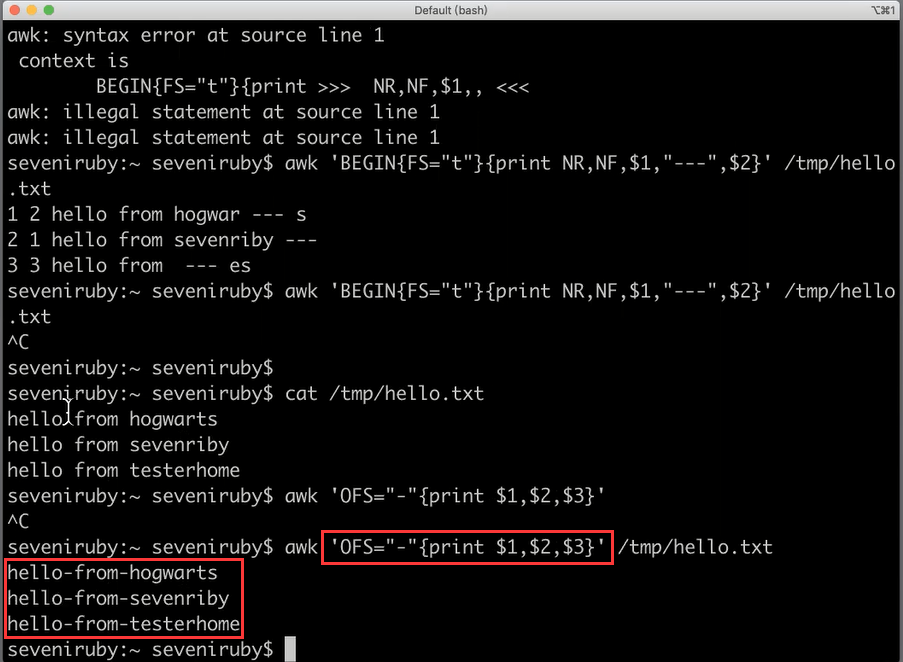 Default (bash)
⌥⌘1
awk: syntax error at source line 1
 context is
        BEGIN{FS="t"}{print >>>  NR,NF,$1,, <<<
awk: illegal statement at source line 1
awk: illegal statement at source line 1
seveniruby:~ seveniruby$ awk 'BEGIN{FS="t"}{print NR,NF,$1,"---",$2}' /tmp/hello
.txt
1 2 hello from hogwar --- s
2 1 hello from sevenriby ---
3 3 hello from  --- es
seveniruby:~ seveniruby$ awk 'BEGIN{FS="t"}{print NR,NF,$1,"---",$2}' /tmp/hello
.txt
^C
seveniruby:~ seveniruby$
seveniruby:~ seveniruby$ cat /tmp/hello.txt
hello from hogwarts
hello from sevenriby
hello from testerhome
seveniruby:~ seveniruby$ awk 'OFS="-"{print $1,$2,$3}'
^C
seveniruby:~ seveniruby$ awk 'OFS="-"{print $1,$2,$3}' /tmp/hello.txt
hello-from-hogwarts
hello-from-sevenriby
hello-from-testerhome
seveniruby:~ seveniruby$